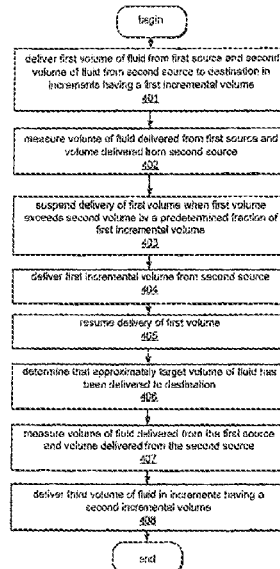 begin
deliver first volume of fluid from first source and second
volume of fluid from second source to destination in
increments having a first incremental volume
401
measure volume of fluid delivered from first source and
volume delivered from second source
402
suspend delivery of first volume when first volume
exceeds second volume by a predetermined fraction of
first incremental volume
403
deliver first incremental volume from second source
404
resume delivery of first volume
405
determine that approximately target volume of fluid has
been delivered to destination
406
measure volume of fluid delivered from the first source
and volume delivered from the second source
407
deliver third volume of fluid in increments having a
second incremental volume
408
end